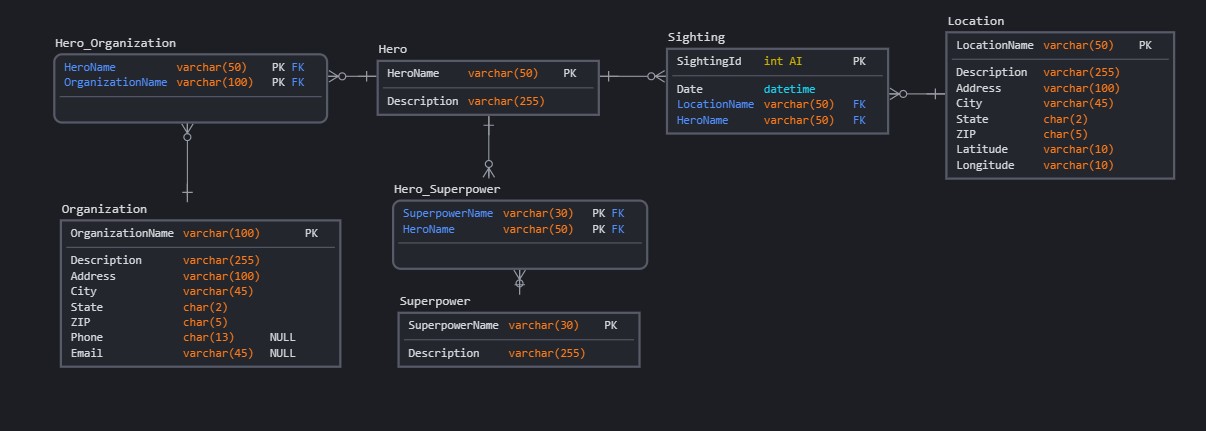 Hero_Organization
HeroName varchar(50) PK FK
OrganizationName varchar(100) PK FK
Hero
HeroName varchar(50) PK
Description varchar(255)
Sighting
SightingId int AI PK
Date datetime
LocationName varchar(50) FK
HeroName varchar(50) FK
Location
LocationName varchar(50) PK
Description varchar(255)
Address varchar(100)
City varchar(45)
State char(2)
ZIP char(5)
Latitude varchar(10)
Longitude varchar(10)
Organization
OrganizationName varchar(100) PK
Description varchar(255)
Address varchar(100)
City varchar(45)
State char(2)
ZIP char(5)
Phone char(13) NULL
Email varchar(45) NULL
Hero_Superpower
SuperpowerName varchar(30) PK FK
HeroName varchar(50) PK FK
Superpower
SuperpowerName varchar(30) PK
Description varchar(255)